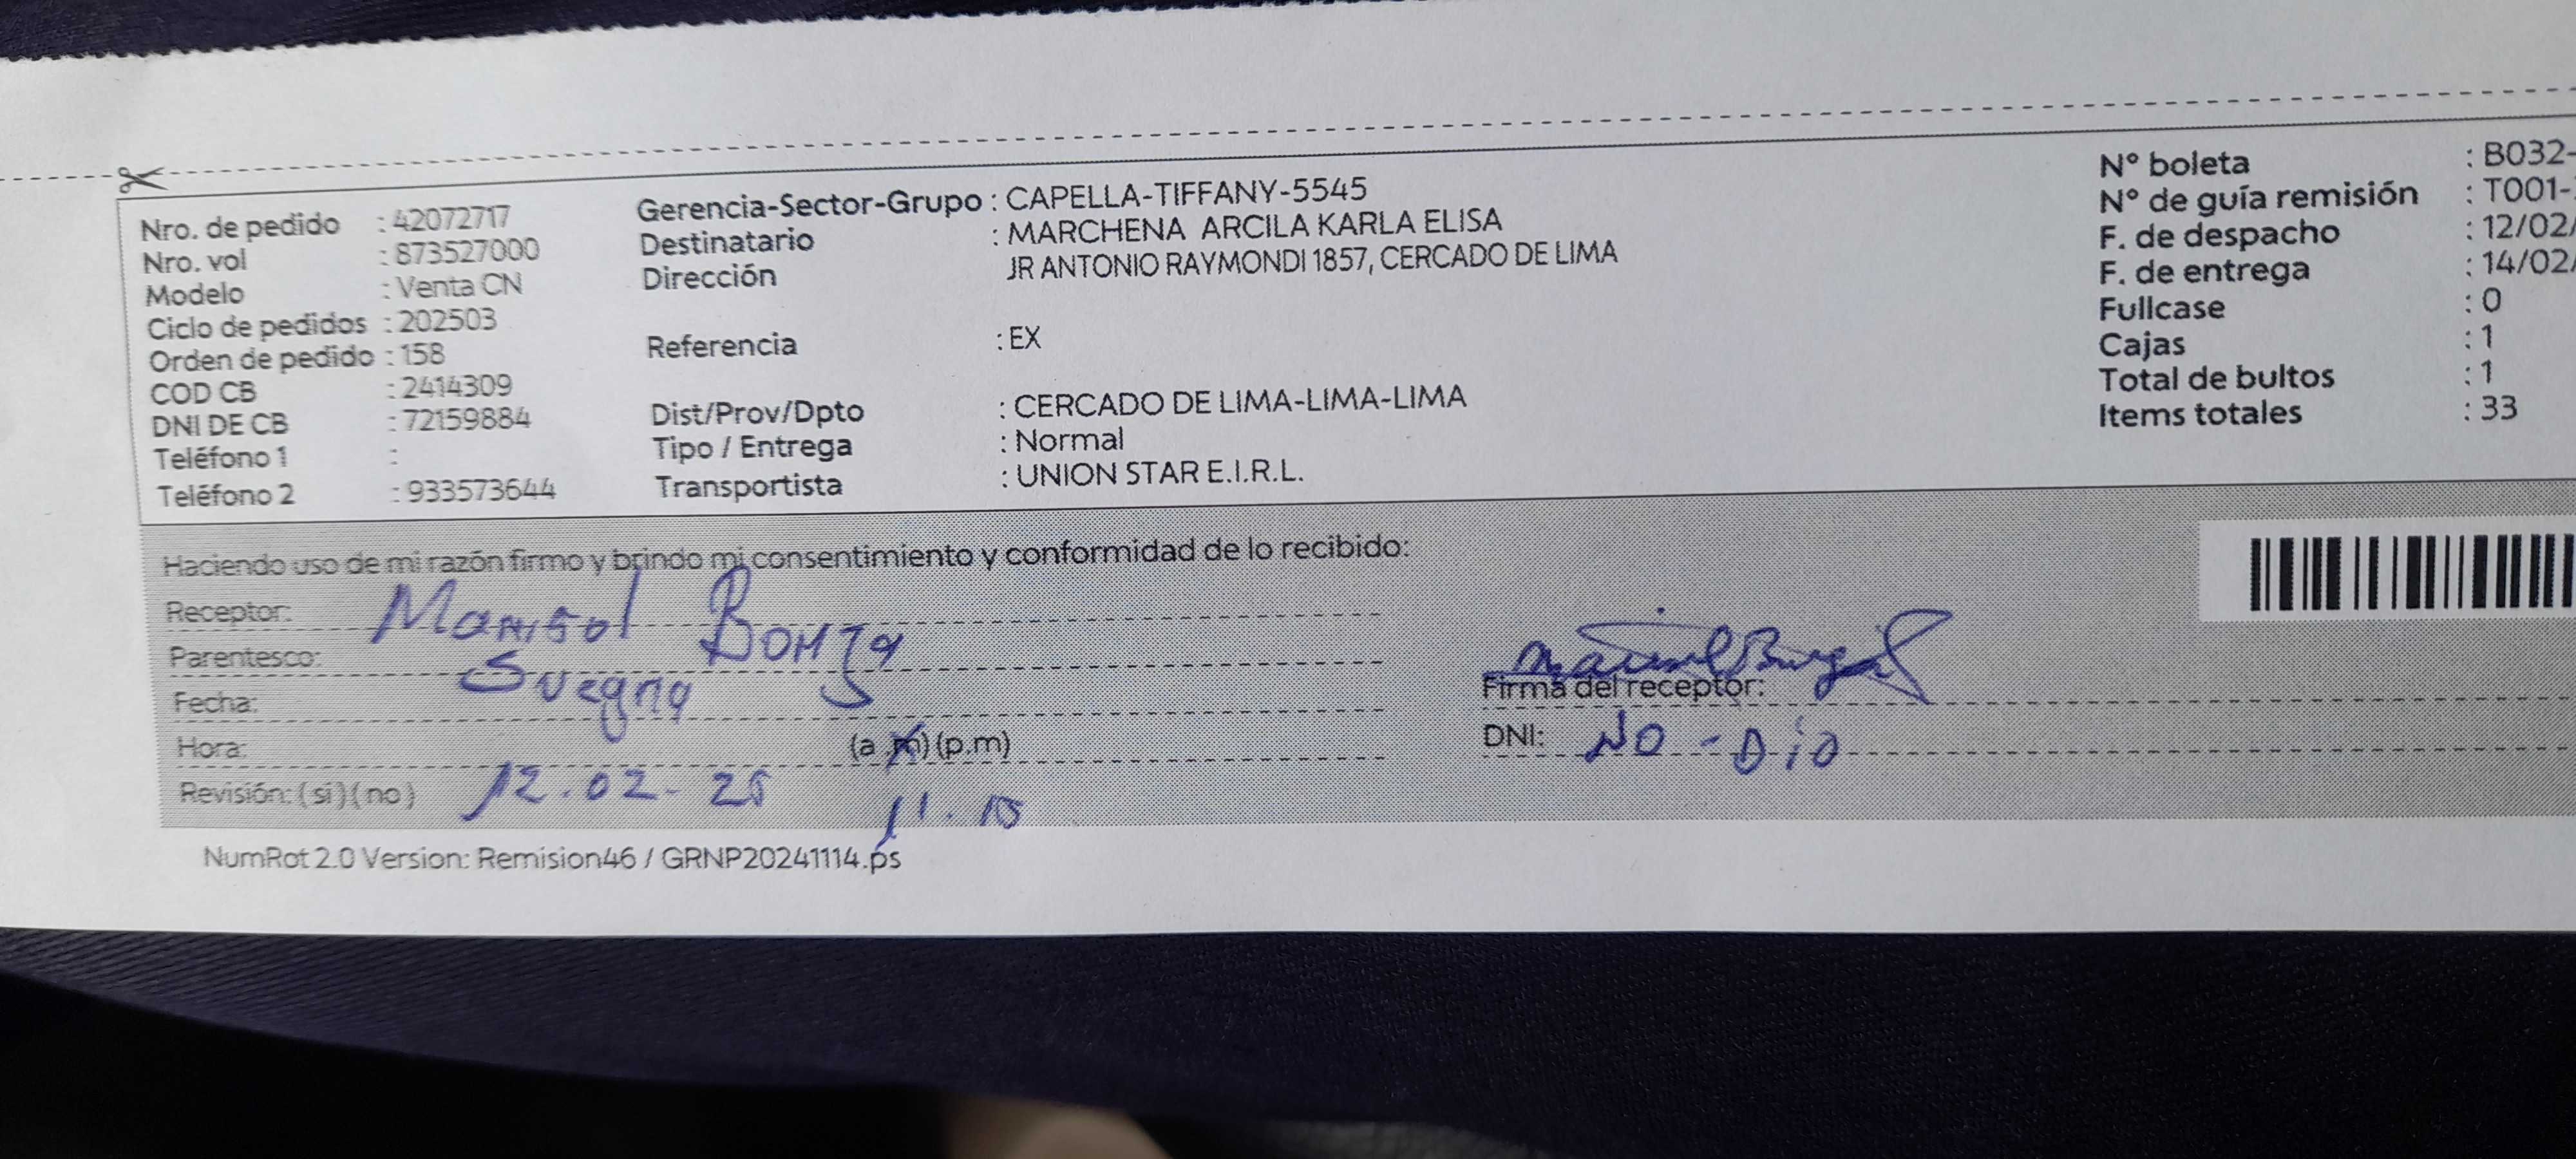 Nro. de pedido : 42072717
Nro. vol : 873527000
Modelo : Venta CN
Ciclo de pedidos : 202503
Orden de pedido : 158
COD CB : 2414309
DNI DE CB : 72159884
Teléfono 1 :
Teléfono 2 : 933573644
Gerencia-Sector-Grupo : CAPELLA-TIFFANY-5545
Destinatario : MARCHENA ARCILA KARLA ELISA
Dirección JR ANTONIO RAYMONDI 1857, CERCADO DE LIMA
Referencia : EX
Dist/Prov/Dpto : CERCADO DE LIMA-LIMA-LIMA
Tipo / Entrega : Normal
Transportista : UNION STAR E.I.R.L.
N° boleta : B032-
N° de guía remisión : T001-
F. de despacho : 12/02/
F. de entrega : 14/02/
Fullcase : 0
Cajas : 1
Total de bultos : 1
Items totales : 33
Haciendo uso de mi razón firmo y brindo mi consentimiento y conformidad de lo recibido:
Receptor: Marisol
Parentesco: Suegra
Fecha:
Hora: (a.m) (p.m)
Revisión: (si) (no) 12.02-25
Firma del receptor:
DNI: NO - Dio
NumRot 2.0 Version: Remision46 / GRNP20241114.ps